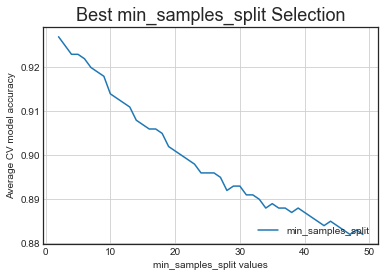 Best min_samples_split Selection
Average CV model accuracy
0.92
0.91
0.90
0.89
0.88
min_samples_split
0
10
20
30
40
50
min_samples_split values